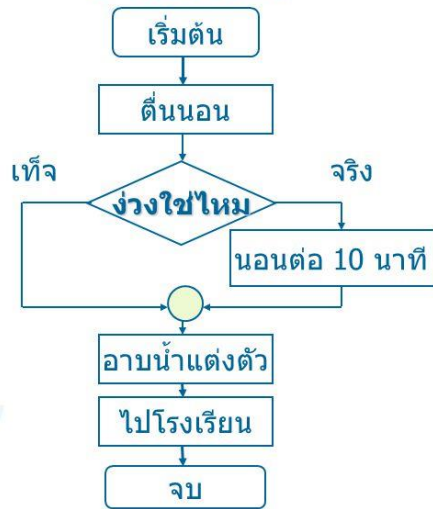 เริ่มต้น
ตื่นนอน
เท็จ
จริง
ง่วงใช่ไหม
นอนต่อ 10 นาที
อาบน้ำแต่งตัว
ไปโรงเรียน
จบ